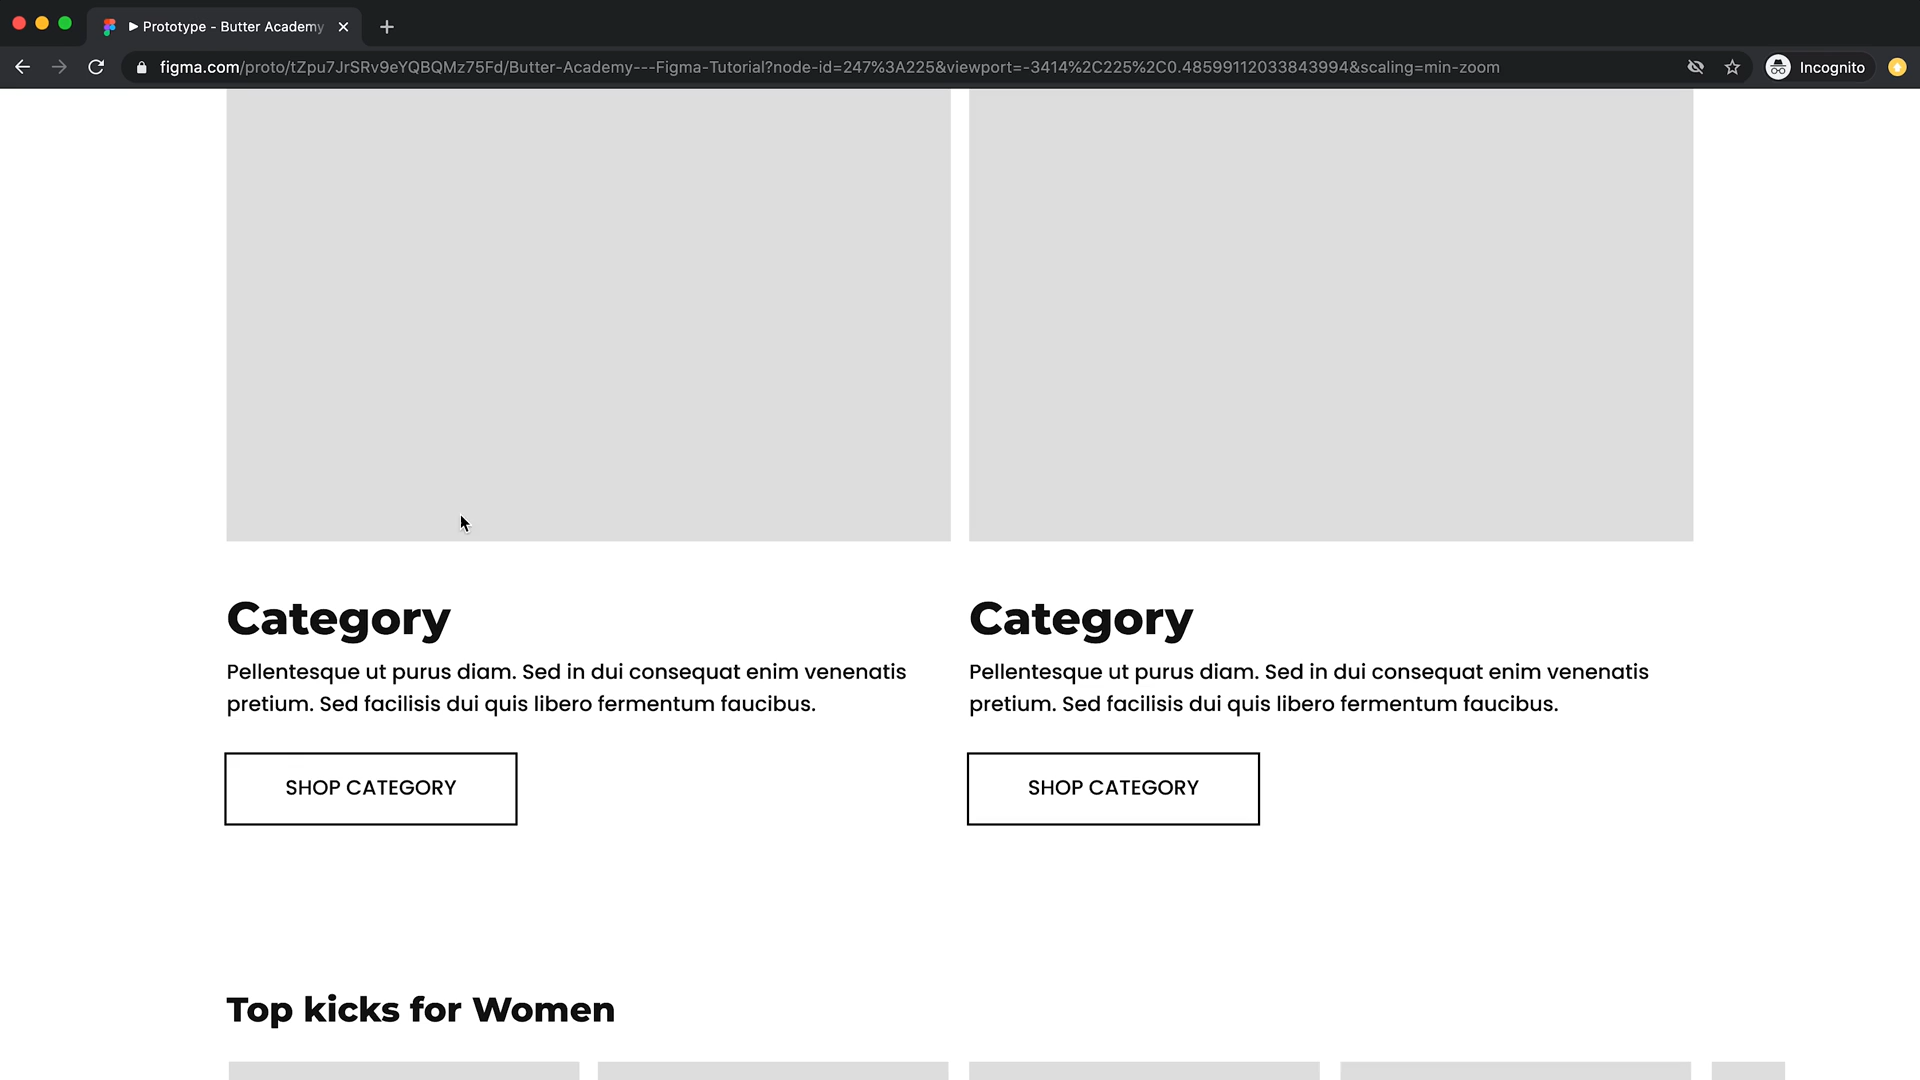 Prototype - Butter Academy
figma.com/proto/tZpu7JrSRv9eYQBQMz75Fd/Butter-Academy---Figma-Tutorial?node-id=247%3A225&viewport=-3414%2C225%2C0.48599112033843994&scaling=min-zoom
Incognito
Category
Pellentesque ut purus diam. Sed in dui consequat enim venenatis
pretium. Sed facilisis dui quis libero fermentum faucibus.
SHOP CATEGORY
Category
Pellentesque ut purus diam. Sed in dui consequat enim venenatis
pretium. Sed facilisis dui quis libero fermentum faucibus.
SHOP CATEGORY
Top kicks for Women